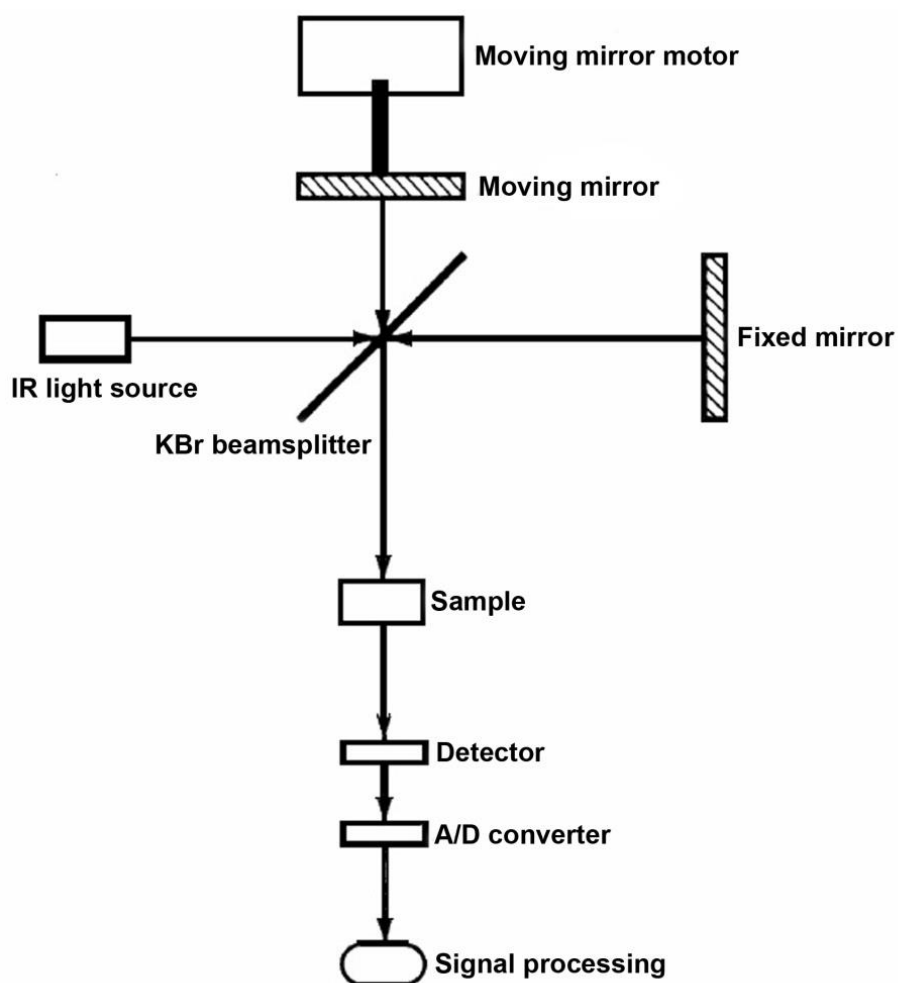 Moving mirror motor
Moving mirror
Fixed mirror
IR light source
KBr beamsplitter
Sample
Detector
A/D converter
Signal processing